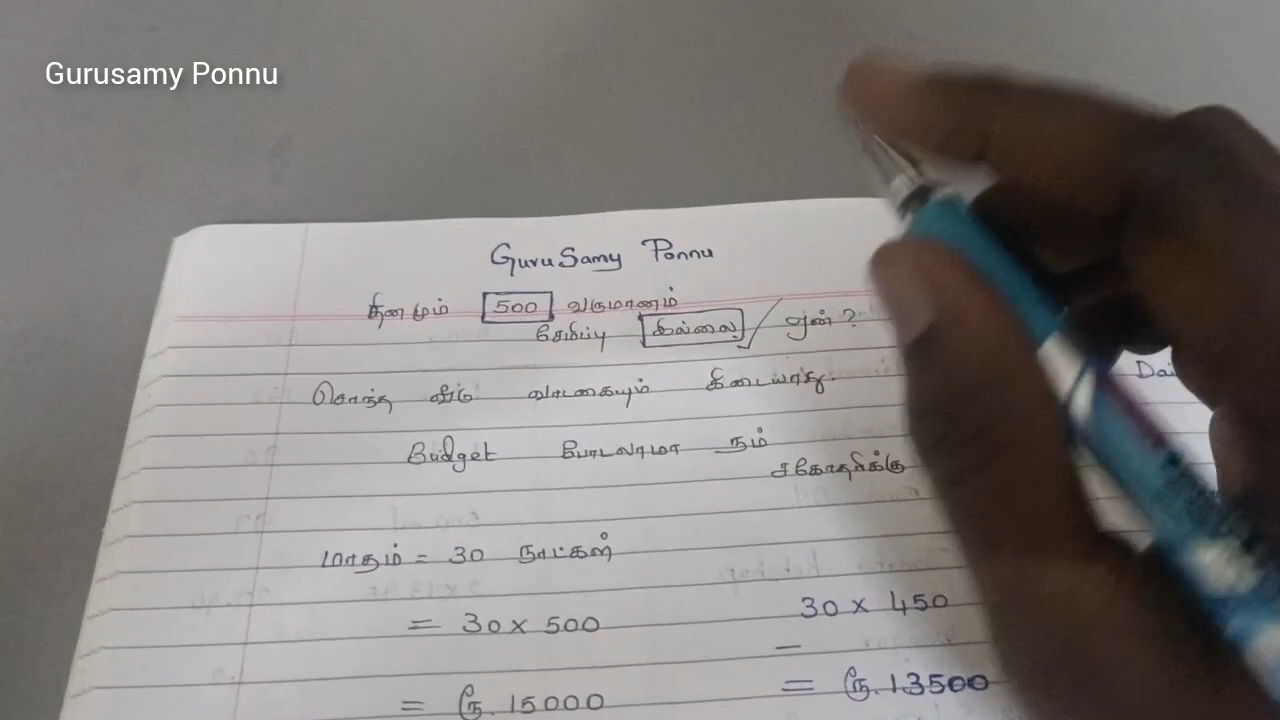 Gurusamy Ponnu
GuruSamy Ponnu
தினமும் 500 வருமானம்
சேமிப்பு இல்லை / ஏன் ?
சொந்த வீடு வாடகையும் கிடையாது.
Budget போடலாமா நம்
சகோதரிக்கு
Dai
மாதம் = 30 நாட்கள்
= 30 x 500
30 x 450
= ரூ. 15000
= ரூ. 13500